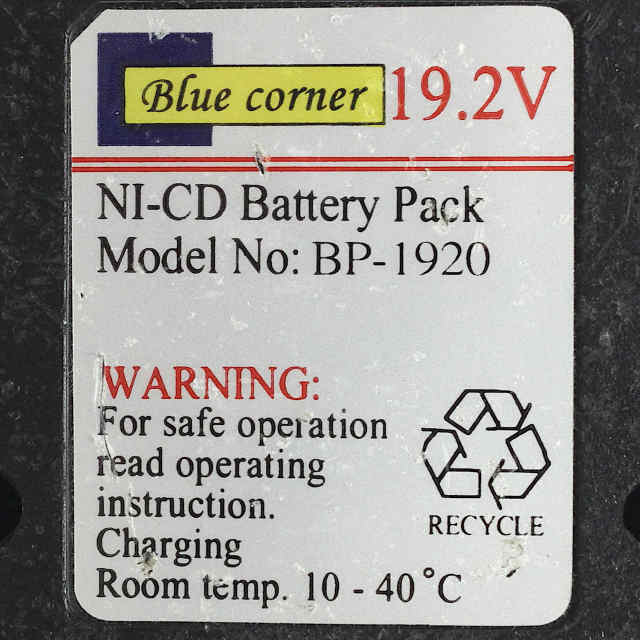 Blue corner 19.2V
NI-CD Battery Pack
Model No: BP-1920
WARNING:
For safe operation
read operating
instruction.
Charging
Room temp. 10 - 40°C
RECYCLE